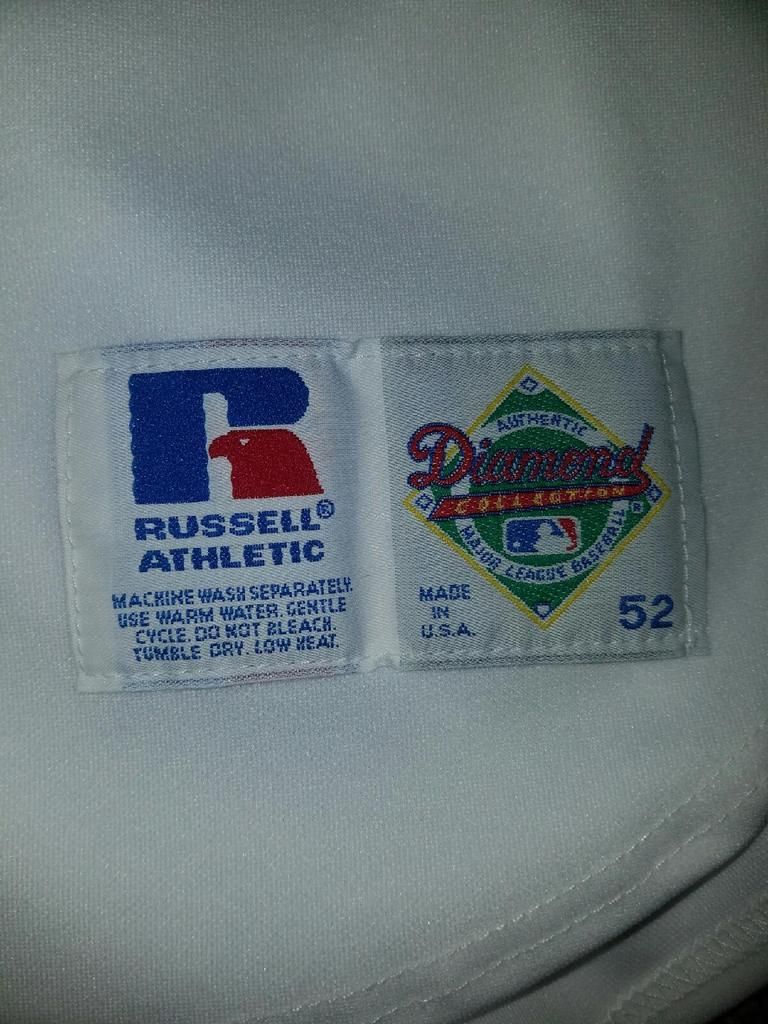 RUSSELL®
ATHLETIC
MACHINE WASH SEPARATELY.
USE WARM WATER. GENTLE
CYCLE. DO NOT BLEACH.
TUMBLE DRY. LOW HEAT.
AUTHENTIC
Diamond
COLLECTION
MAJOR LEAGUE BASEBALL
MADE
IN
U.S.A.
52